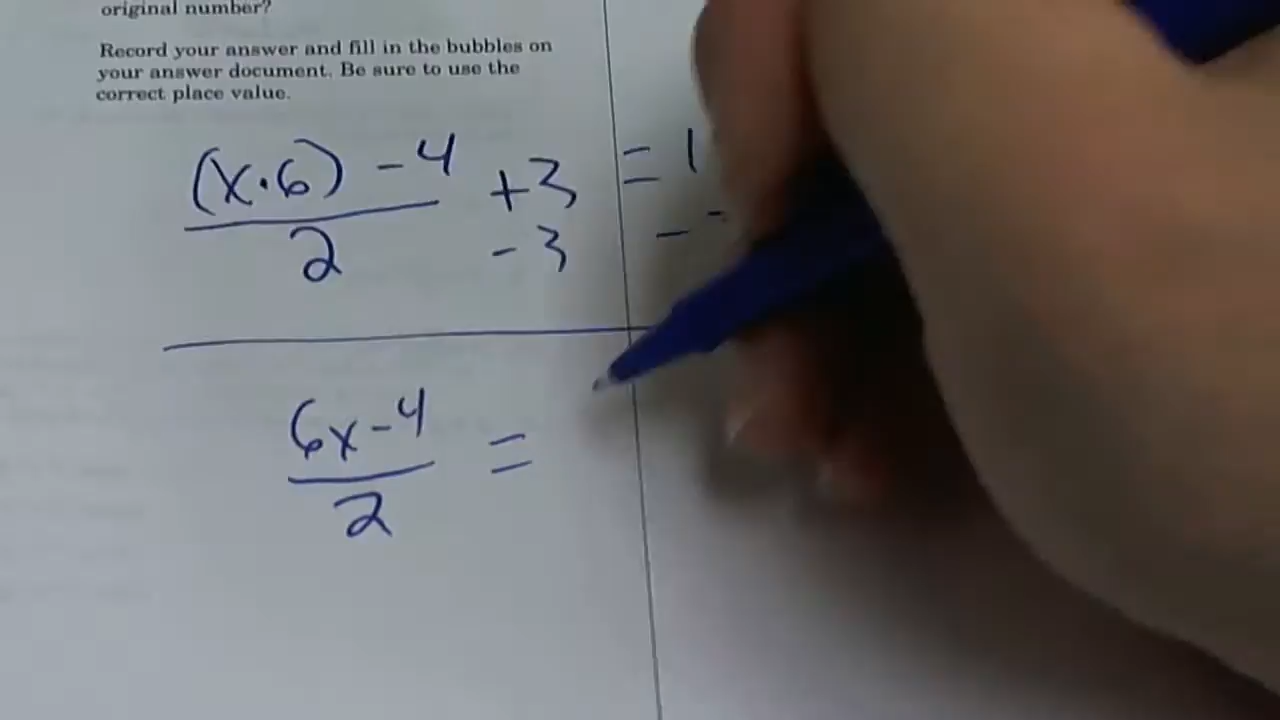 original number?
Record your answer and fill in the bubbles on
your answer document. Be sure to use the
correct place value.
(x·6) - 4
2
+3 = 1
-3 -
6x-4
2
=